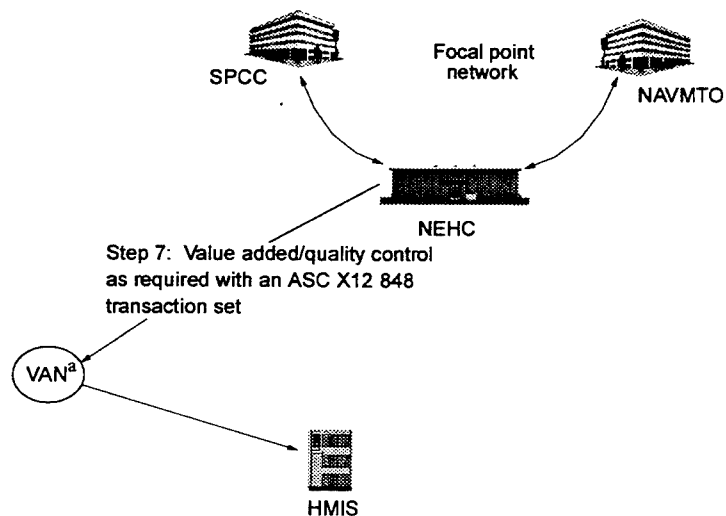 Focal point
network
SPCC
NAVMTO
NEHC
Step 7: Value added/quality control
as required with an ASC X12 848
transaction set
VANa
HMIS